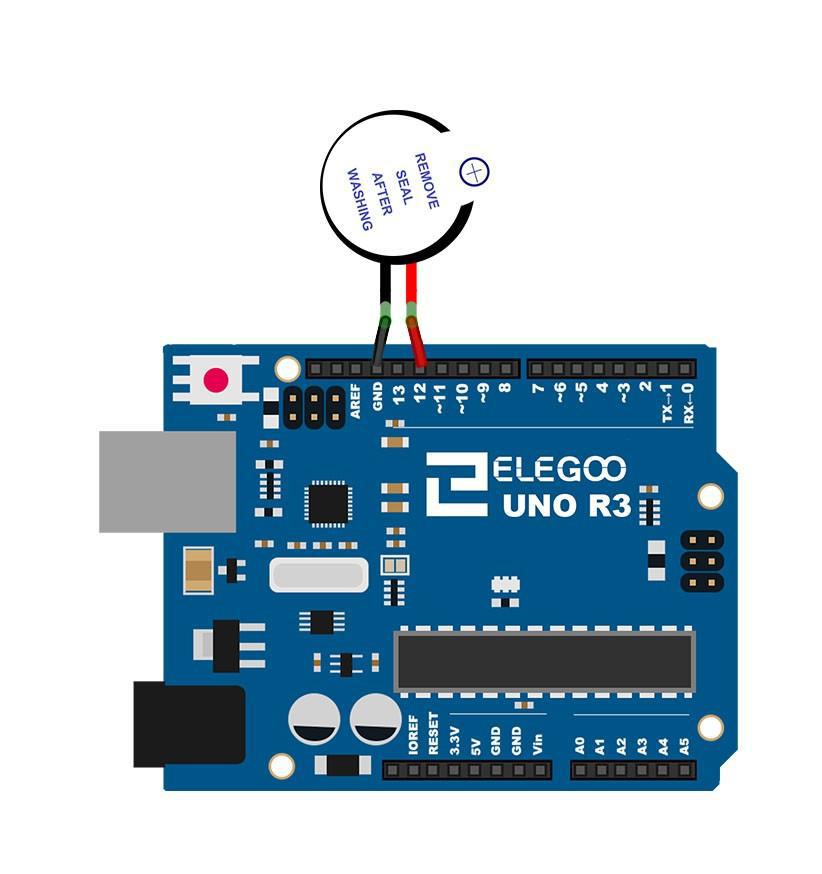 REMOVE
SEAL
AFTER
WASHING
AREF
GND
13
12
~11
~10
~9
8
7
~6
~5
4
~3
2
TX→1
RX←0
ELEGOO
UNO R3
IOREF
RESET
3.3V
5V
GND
GND
Vin
A0
A1
A2
A3
A4
A5